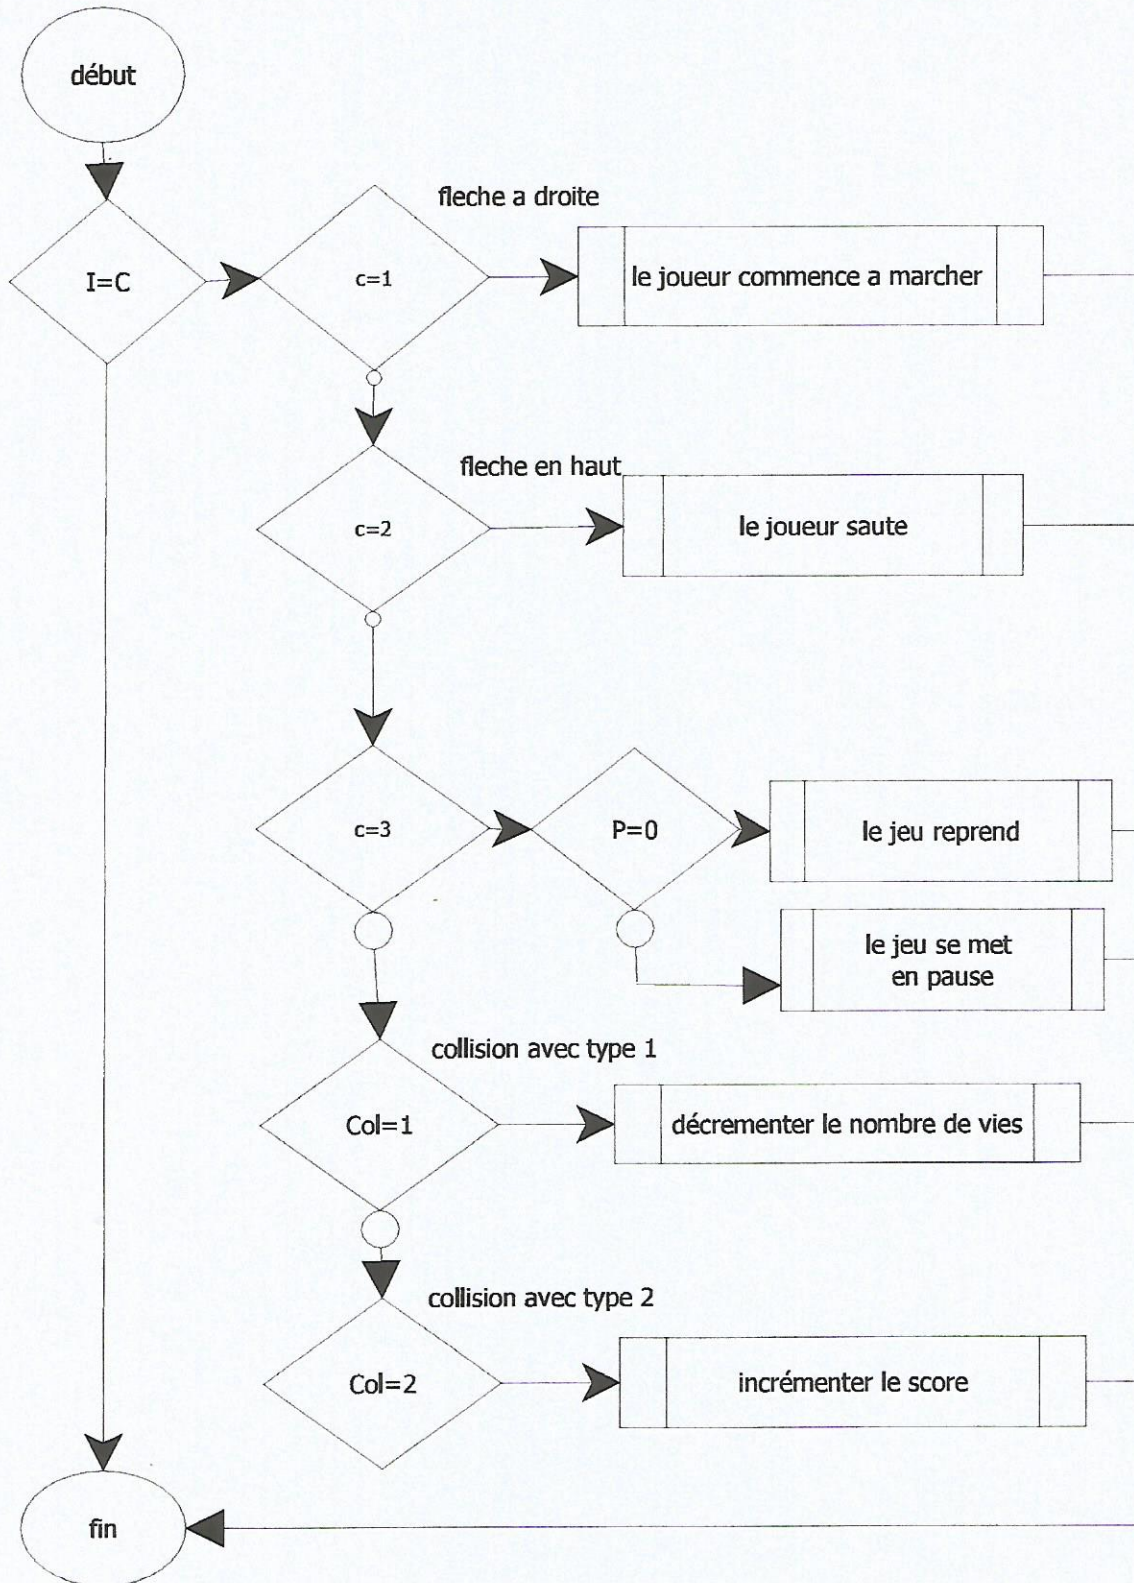 début
fleche a droite
I=C
c=1
le joueur commence a marcher
fleche en haut
c=2
le joueur saute
c=3
P=0
le jeu reprend
le jeu se met
en pause
collision avec type 1
Col=1
décrementer le nombre de vies
collision avec type 2
Col=2
incrémenter le score
fin